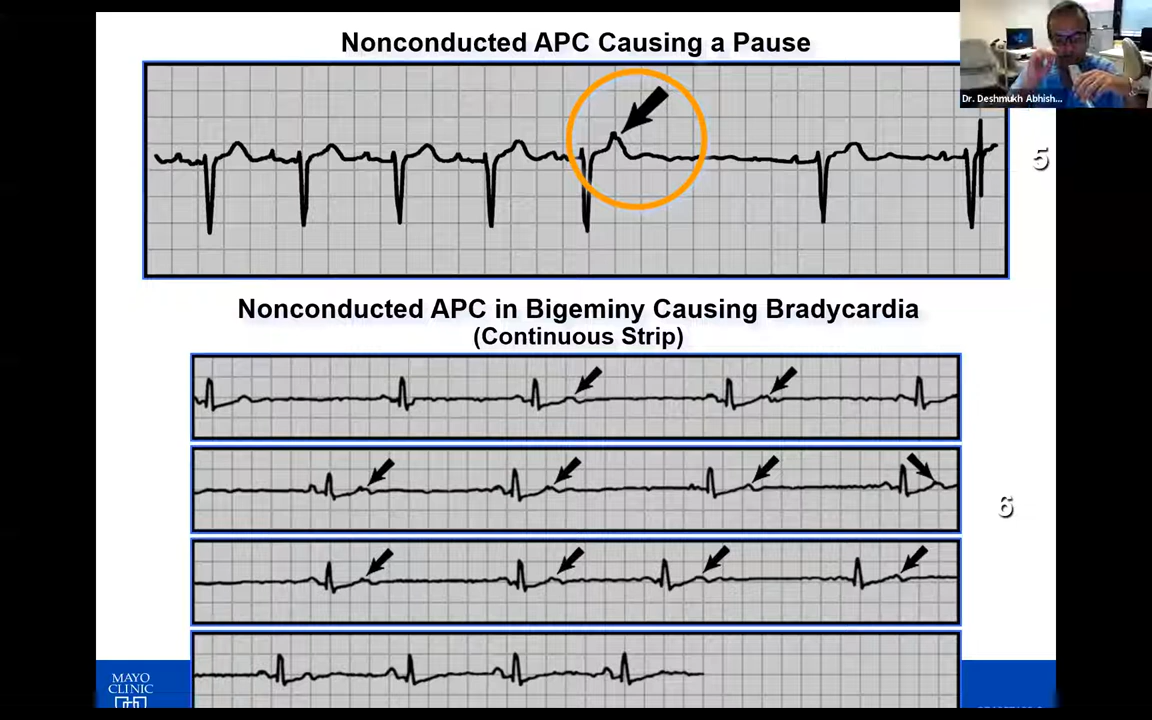 Nonconducted APC Causing a Pause
Dr. Deshmukh Abhish...
5
Nonconducted APC in Bigeminy Causing Bradycardia
(Continuous Strip)
6
MAYO
CLINIC